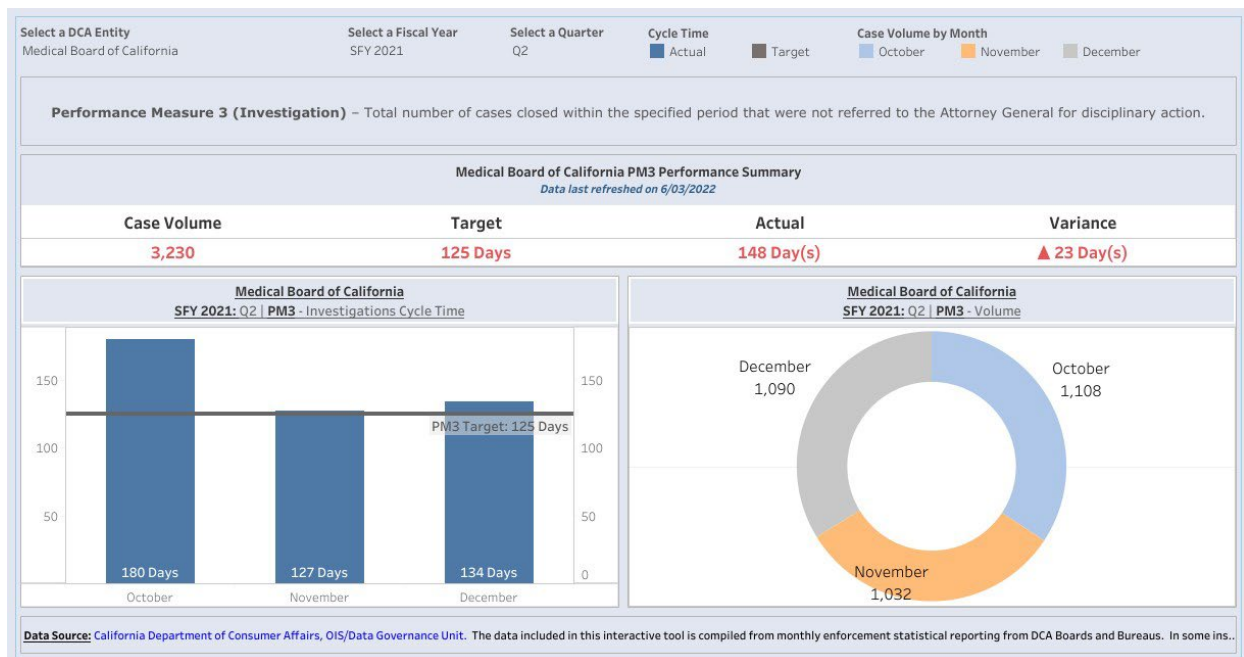 Select a DCA Entity
Medical Board of California
Select a Fiscal Year
SFY 2021
Select a Quarter
Q2
Cycle Time
Actual
Target
Case Volume by Month
October
November
December
Performance Measure 3 (Investigation) – Total number of cases closed within the specified period that were not referred to the Attorney General for disciplinary action.
Medical Board of California PM3 Performance Summary
Data last refreshed on 6/03/2022
Case Volume
Target
Actual
Variance
3,230
125 Days
148 Day(s)
▲ 23 Day(s)
Medical Board of California
SFY 2021: Q2 | PM3 - Investigations Cycle Time
150
100
50
150
100
50
0
PM3 Target: 125 Days
180 Days
127 Days
134 Days
October
November
December
Medical Board of California
SFY 2021: Q2 | PM3 - Volume
December
1,090
October
1,108
November
1,032
Data Source: California Department of Consumer Affairs, OIS/Data Governance Unit. The data included in this interactive tool is compiled from monthly enforcement statistical reporting from DCA Boards and Bureaus. In some ins..